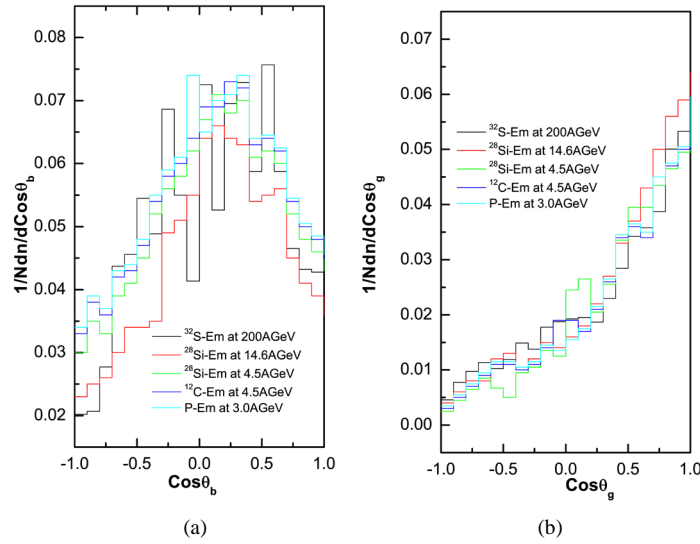 0.08
0.07
0.06
0.05
0.04
0.03
0.02
1/Ndn/dCosθb
32S-Em at 200AGeV
28Si-Em at 14.6AGeV
28Si-Em at 4.5AGeV
12C-Em at 4.5AGeV
P-Em at 3.0AGeV
-1.0 -0.5 0.0 0.5 1.0
Cosθb
(a)
0.07
0.06
0.05
0.04
0.03
0.02
0.01
0.00
1/Ndn/dCosθg
32S-Em at 200AGeV
28Si-Em at 14.6AGeV
28Si-Em at 4.5AGeV
12C-Em at 4.5AGeV
P-Em at 3.0AGeV
-1.0 -0.5 0.0 0.5 1.0
Cosθg
(b)